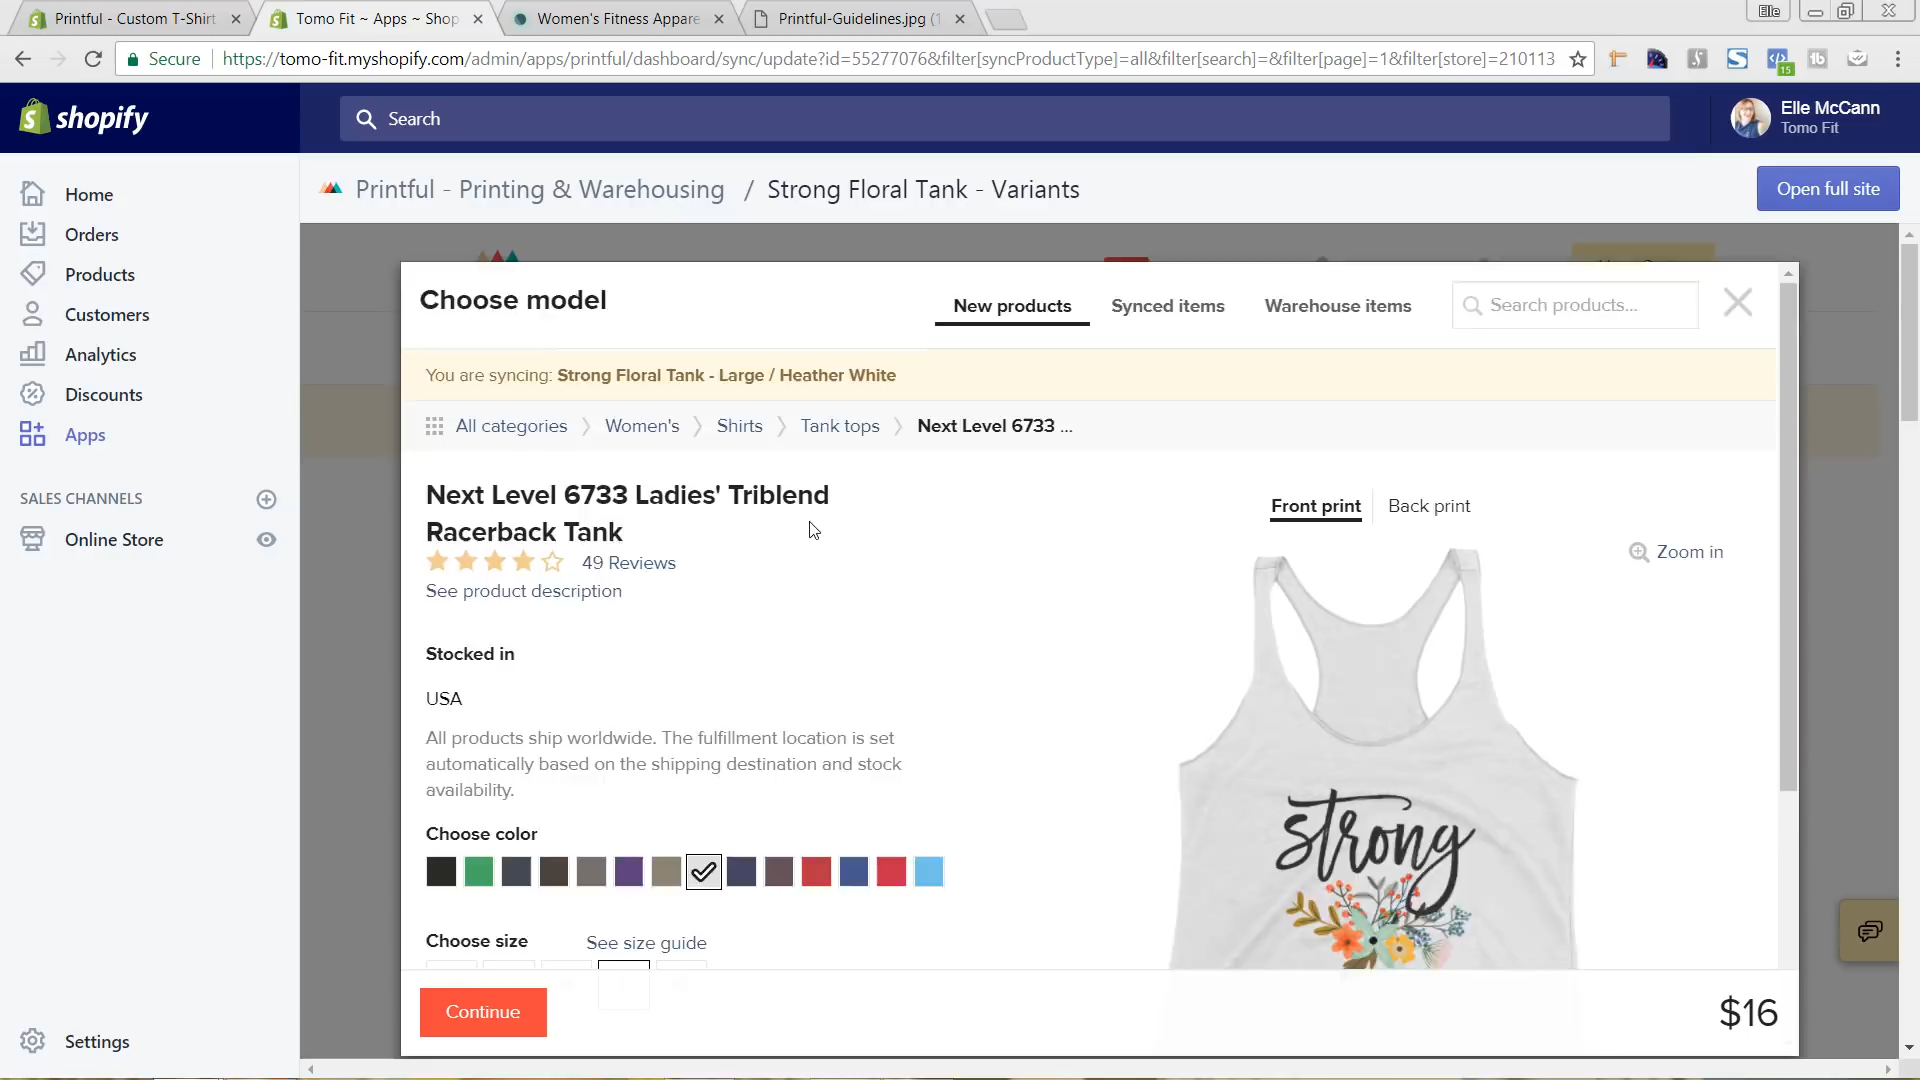 Printful - Custom T-Shirt
Tomo Fit ~ Apps ~ Shop
Women's Fitness Appare
Printful-Guidelines.jpg (1
Elle
Secure
https://tomo-fit.myshopify.com/admin/apps/printful/dashboard/sync/update?id=55277076&filter[syncProductType]=all&filter[search]=&filter[page]=1&filter[store]=210113
15
shopify
Search
Elle McCann
Tomo Fit
Printful - Printing & Warehousing / Strong Floral Tank - Variants
Open full site
Home
Orders
Products
Customers
Analytics
Discounts
Apps
SALES CHANNELS
Online Store
Settings
Choose model
New products
Synced items
Warehouse items
Search products...
You are syncing: Strong Floral Tank - Large / Heather White
All categories
Women's
Shirts
Tank tops
Next Level 6733 ...
Next Level 6733 Ladies' Triblend
Racerback Tank
49 Reviews
See product description
Stocked in
USA
All products ship worldwide. The fulfillment location is set
automatically based on the shipping destination and stock
availability.
Choose color
Choose size
See size guide
Front print
Back print
Zoom in
strong
Continue
$16